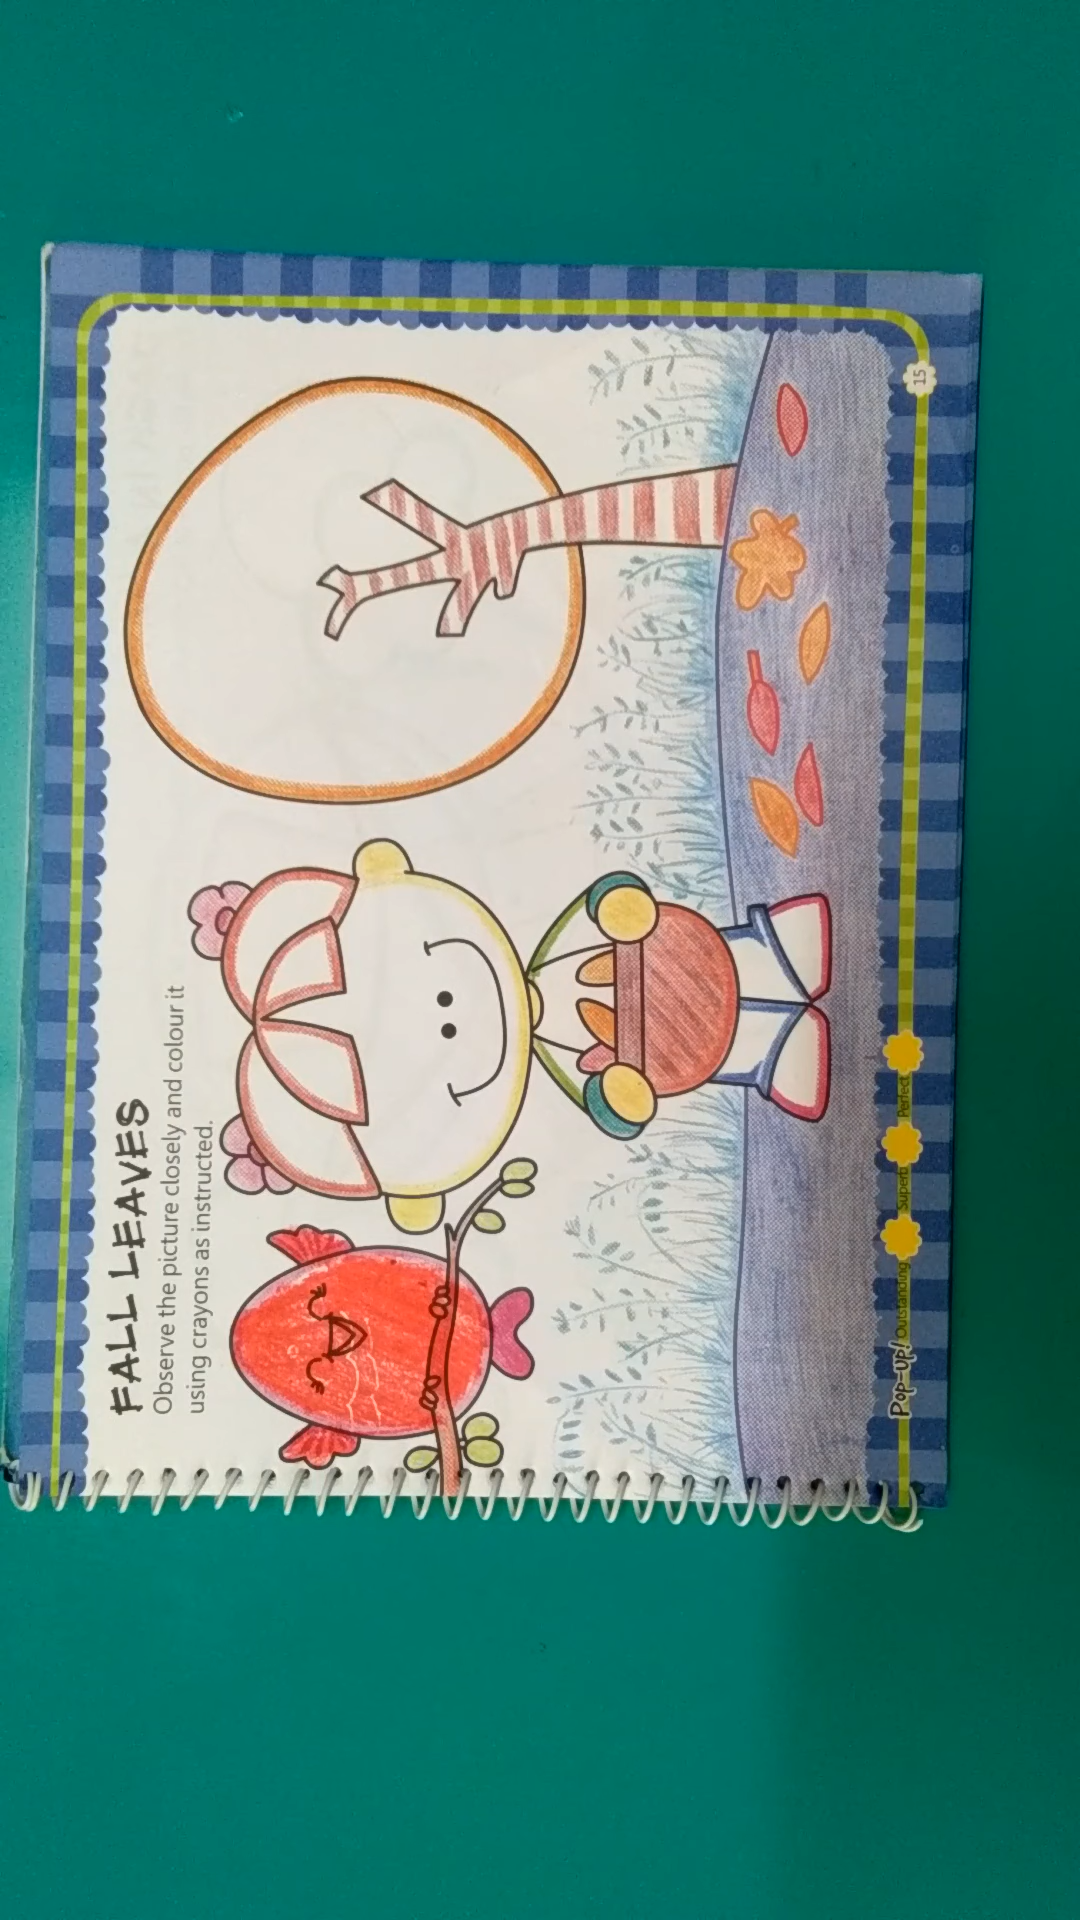 FALL LEAVES
Observe the picture closely and colour it
using crayons as instructed.
Pop-up! Outstanding Superb Perfect
15